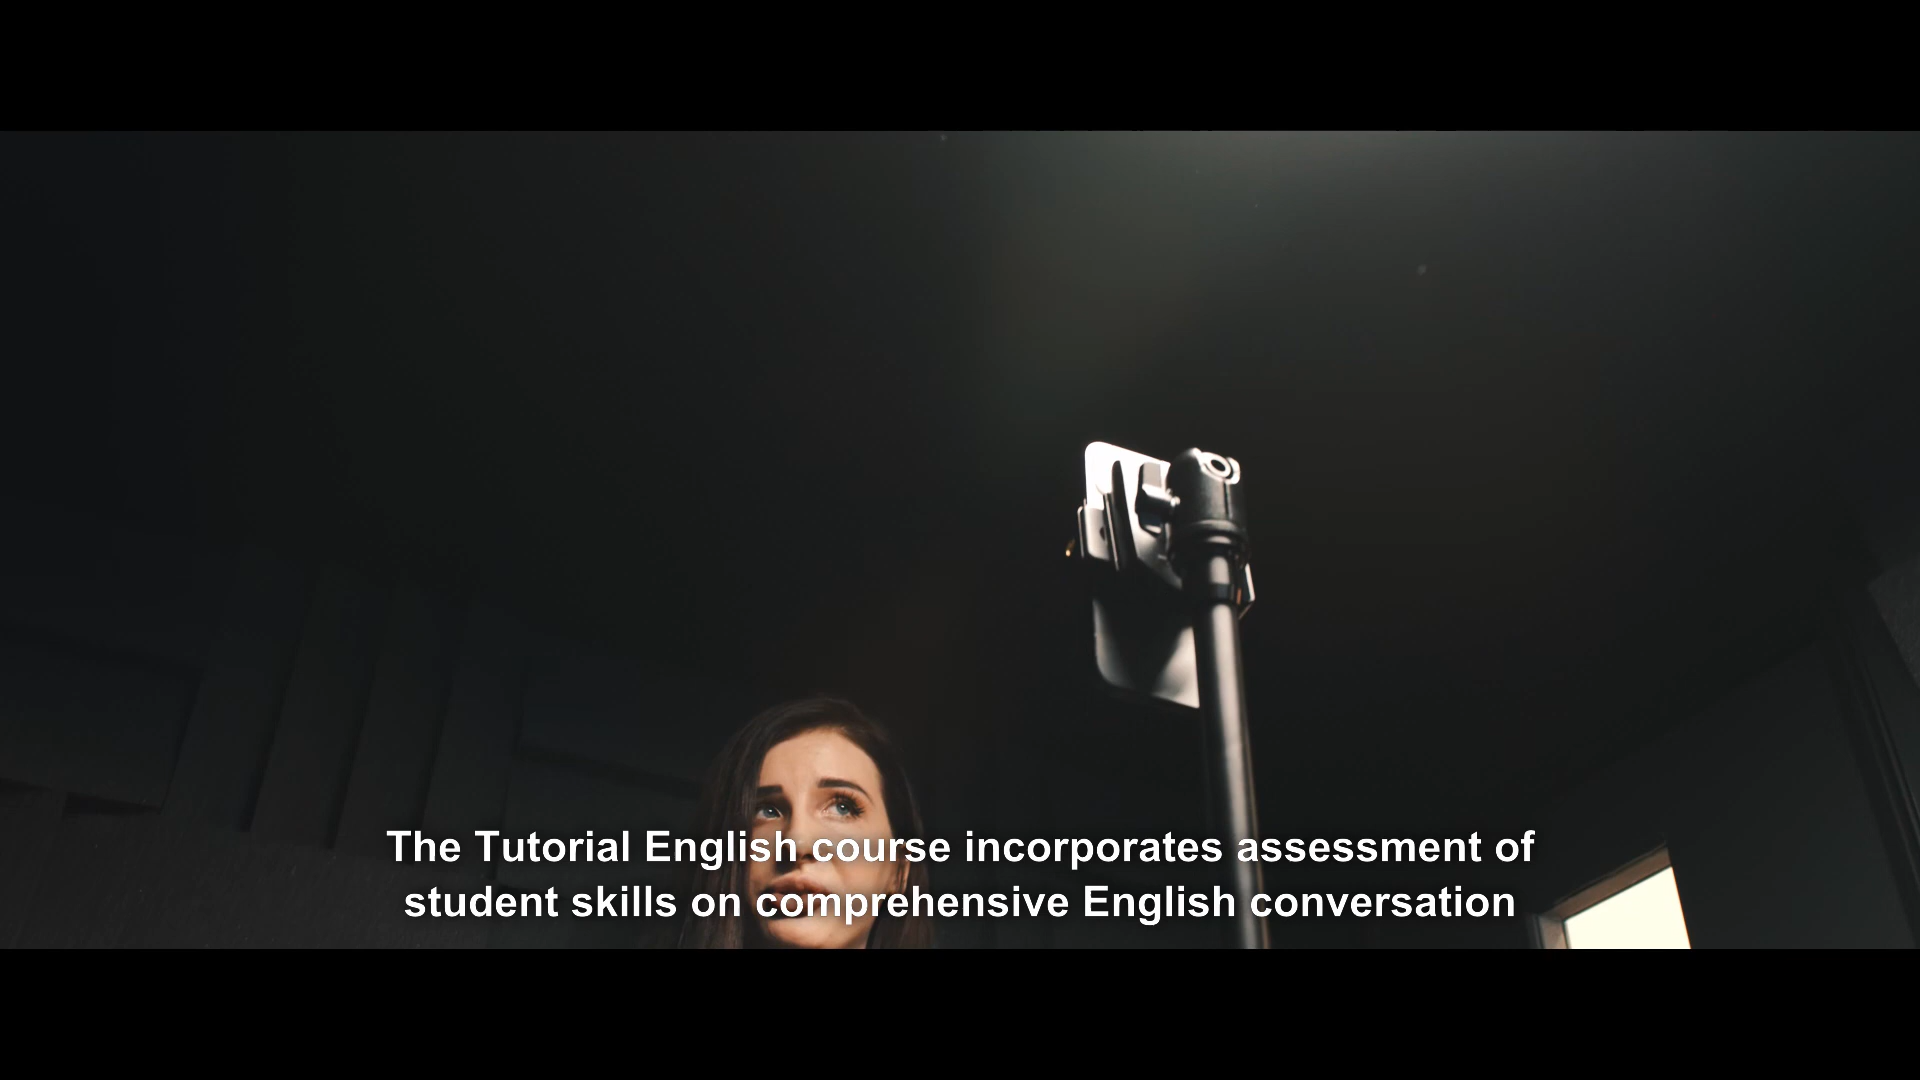 The Tutorial English course incorporates assessment of
student skills on comprehensive English conversation